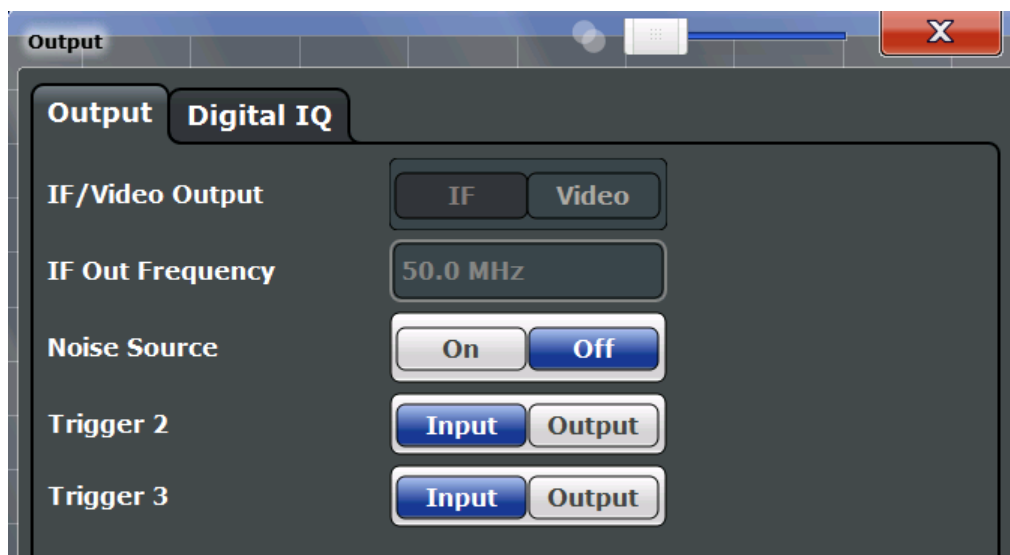 Output
X
Output Digital IQ
IF/Video Output IF Video
IF Out Frequency 50.0 MHz
Noise Source On Off
Trigger 2 Input Output
Trigger 3 Input Output